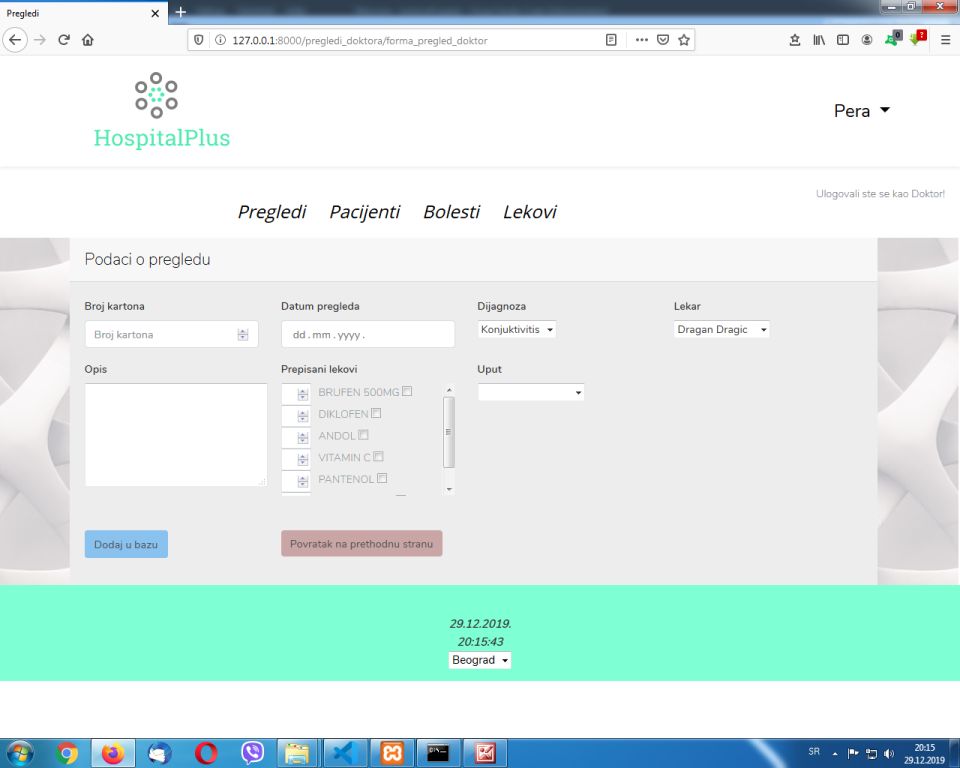 Pregledi
127.0.0.1:8000/pregledi_doktora/forma_pregled_doktor
0
?
HospitalPlus
Pera
Ulogovali ste se kao Doktor!
Pregledi Pacijenti Bolesti Lekovi
Podaci o pregledu
Broj kartona Datum pregleda Dijagnoza Lekar
Broj kartona dd . mm . yyyy . Konjuktivitis Dragan Dragic
Opis Prepisani lekovi Uput
BRUFEN 500MG
DIKLOFEN
ANDOL
VITAMIN C
PANTENOL
Dodaj u bazu Povratak na prethodnu stranu
29.12.2019.
20:15:43
Beograd
SR 20:15
29.12.2019